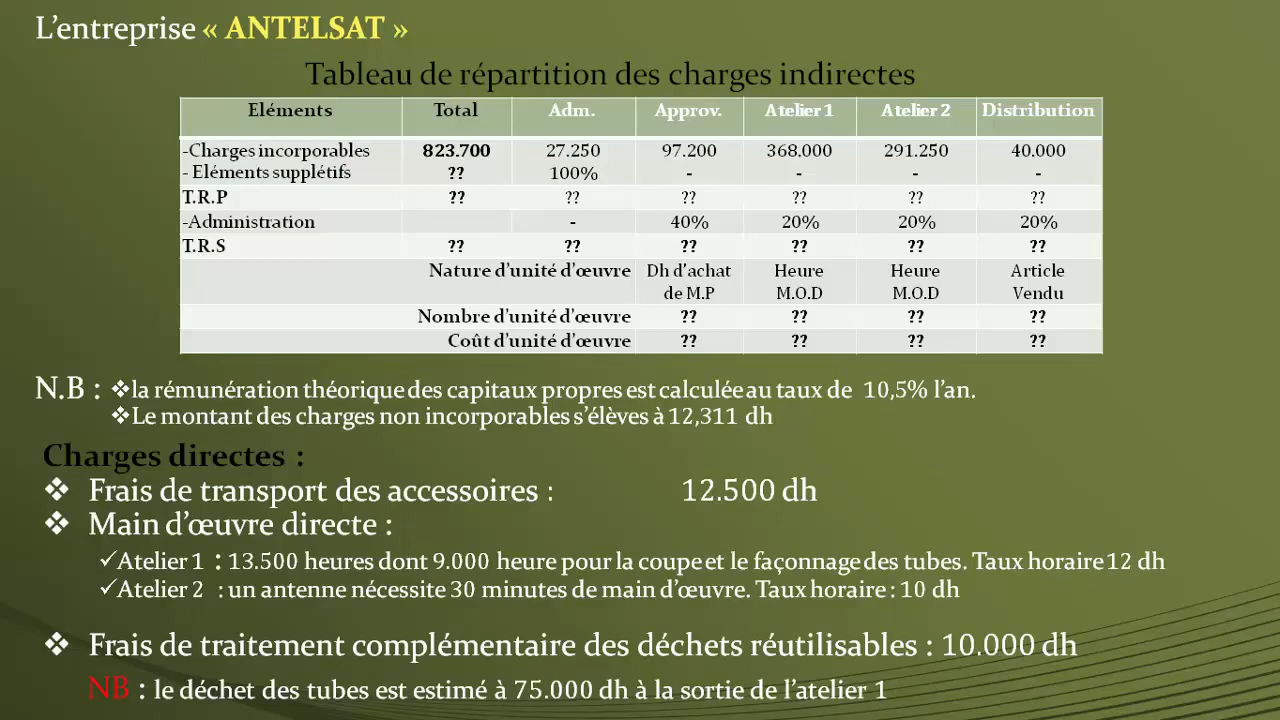 L’entreprise « ANTELSAT »
Tableau de répartition des charges indirectes
Eléments Total Adm. Approv. Atelier 1 Atelier 2 Distribution
-Charges incorporables 823.700 27.250 97.200 368.000 291.250 40.000
- Eléments supplétifs ?? 100% - - - -
T.R.P ?? ?? ?? ?? ?? ??
-Administration - 40% 20% 20% 20%
T.R.S ?? ?? ?? ?? ?? ??
Nature d’unité d’œuvre Dh d’achat Heure Heure Article
de M.P M.O.D M.O.D Vendu
Nombre d’unité d’œuvre ?? ?? ?? ??
Coût d’unité d’œuvre ?? ?? ?? ??
N.B : ❖la rémunération théorique des capitaux propres est calculée au taux de 10,5% l’an.
❖Le montant des charges non incorporables s’élèves à 12,311 dh
Charges directes :
❖ Frais de transport des accessoires : 12.500 dh
❖ Main d’œuvre directe :
✓Atelier 1 : 13.500 heures dont 9.000 heure pour la coupe et le façonnage des tubes. Taux horaire 12 dh
✓Atelier 2 : un antenne nécessite 30 minutes de main d’œuvre. Taux horaire : 10 dh
❖ Frais de traitement complémentaire des déchets réutilisables : 10.000 dh
NB : le déchet des tubes est estimé à 75.000 dh à la sortie de l’atelier 1